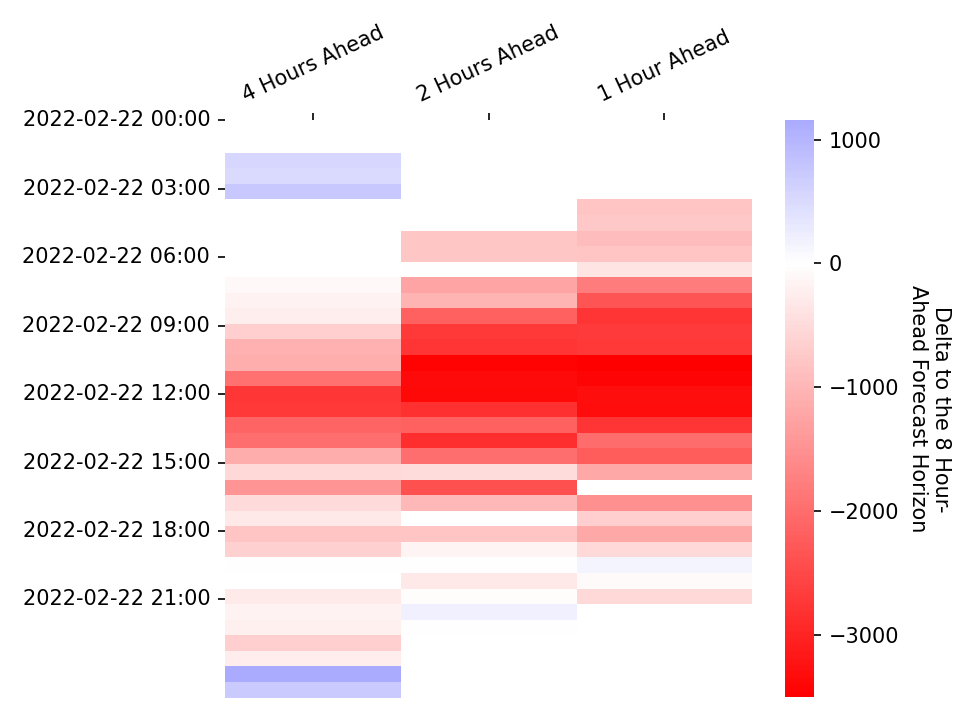 4 Hours Ahead
2 Hours Ahead
1 Hour Ahead
2022-02-22 00:00
2022-02-22 03:00
2022-02-22 06:00
2022-02-22 09:00
2022-02-22 12:00
2022-02-22 15:00
2022-02-22 18:00
2022-02-22 21:00
1000
0
−1000
−2000
−3000
Delta to the 8 Hour-
Ahead Forecast Horizon